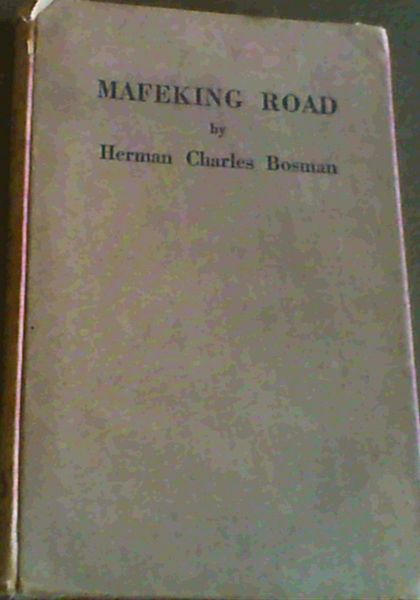 MAFEKING ROAD
by
Herman Charles Bosman